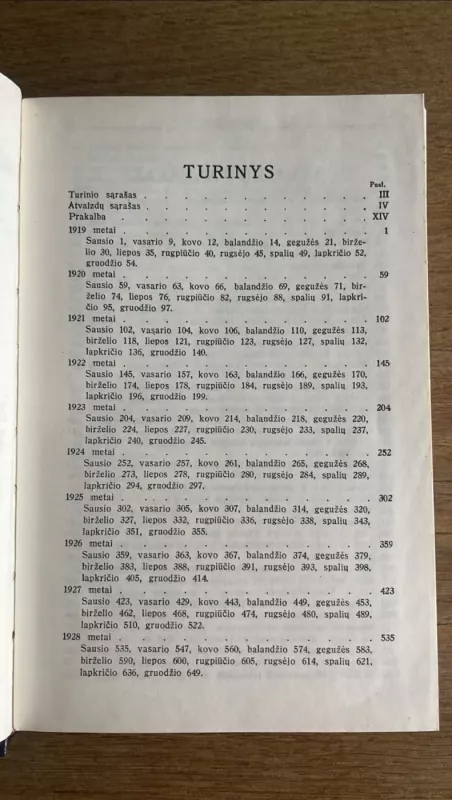 TURINYS
Pusl.
Turinio sąrašas . . . . . . . . . . . . III
Atvaizdų sąrašas . . . . . . . . . . . . IV
Prakalba . . . . . . . . . . . . XIV
1919 metai . . . . . . . . . . . . 1
Sausio 1, vasario 9, kovo 12, balandžio 14, gegužės 21, birže-
lio 30, liepos 35, rugpiūčio 40, rugsėjo 45, spalių 49, lapkričio 52,
gruodžio 54.
1920 metai . . . . . . . . . . . . 59
Sausio 59, vasario 63, kovo 66, balandžio 69, gegužės 71, bir-
želio 74, liepos 76, rugpiūčio 82, rugsėjo 88, spalių 91, lapkri-
čio 95, gruodžio 97.
1921 metai . . . . . . . . . . . . 102
Sausio 102, vasario 104, kovo 106, balandžio 110, gegužės 113,
birželio 118, liepos 121, rugpiūčio 123, rugsėjo 127, spalių 132,
lapkričio 136, gruodžio 140.
1922 metai . . . . . . . . . . . . 145
Sausio 145, vasario 157, kovo 163, balandžio 166, gegužės 170,
birželio 174, liepos 178, rugpiūčio 184, rugsėjo 189, spalių 193,
lapkričio 196, gruodžio 199.
1923 metai . . . . . . . . . . . . 204
Sausio 204, vasario 209, kovo 214, balandžio 218, gegužės 220,
birželio 224, liepos 227, rugpiūčio 230, rugsėjo 233, spalių 237,
lapkričio 240, gruodžio 245.
1924 metai . . . . . . . . . . . . 252
Sausio 252, vasario 257, kovo 261, balandžio 265, gegužės 268,
birželio 273, liepos 278, rugpiūčio 280, rugsėjo 284, spalių 289,
lapkričio 294, gruodžio 297.
1925 metai . . . . . . . . . . . . 302
Sausio 302, vasario 305, kovo 307, balandžio 314, gegužės 320,
birželio 327, liepos 332, rugpiūčio 336, rugsėjo 338, spalių 343,
lapkričio 351, gruodžio 355.
1926 metai . . . . . . . . . . . . 359
Sausio 359, vasario 363, kovo 367, balandžio 374, gegužės 379,
birželio 383, liepos 388, rugpiūčio 391, rugsėjo 393, spalių 398,
lapkričio 405, gruodžio 414.
1927 metai . . . . . . . . . . . . 423
Sausio 423, vasario 429, kovo 443, balandžio 449, gegužės 453,
birželio 462, liepos 468, rugpiūčio 474, rugsėjo 480, spalių 489,
lapkričio 510, gruodžio 522.
1928 metai . . . . . . . . . . . . 535
Sausio 535, vasario 547, kovo 560, balandžio 574, gegužės 583,
birželio 590, liepos 600, rugpiūčio 605, rugsėjo 614, spalių 621,
lapkričio 636, gruodžio 649.